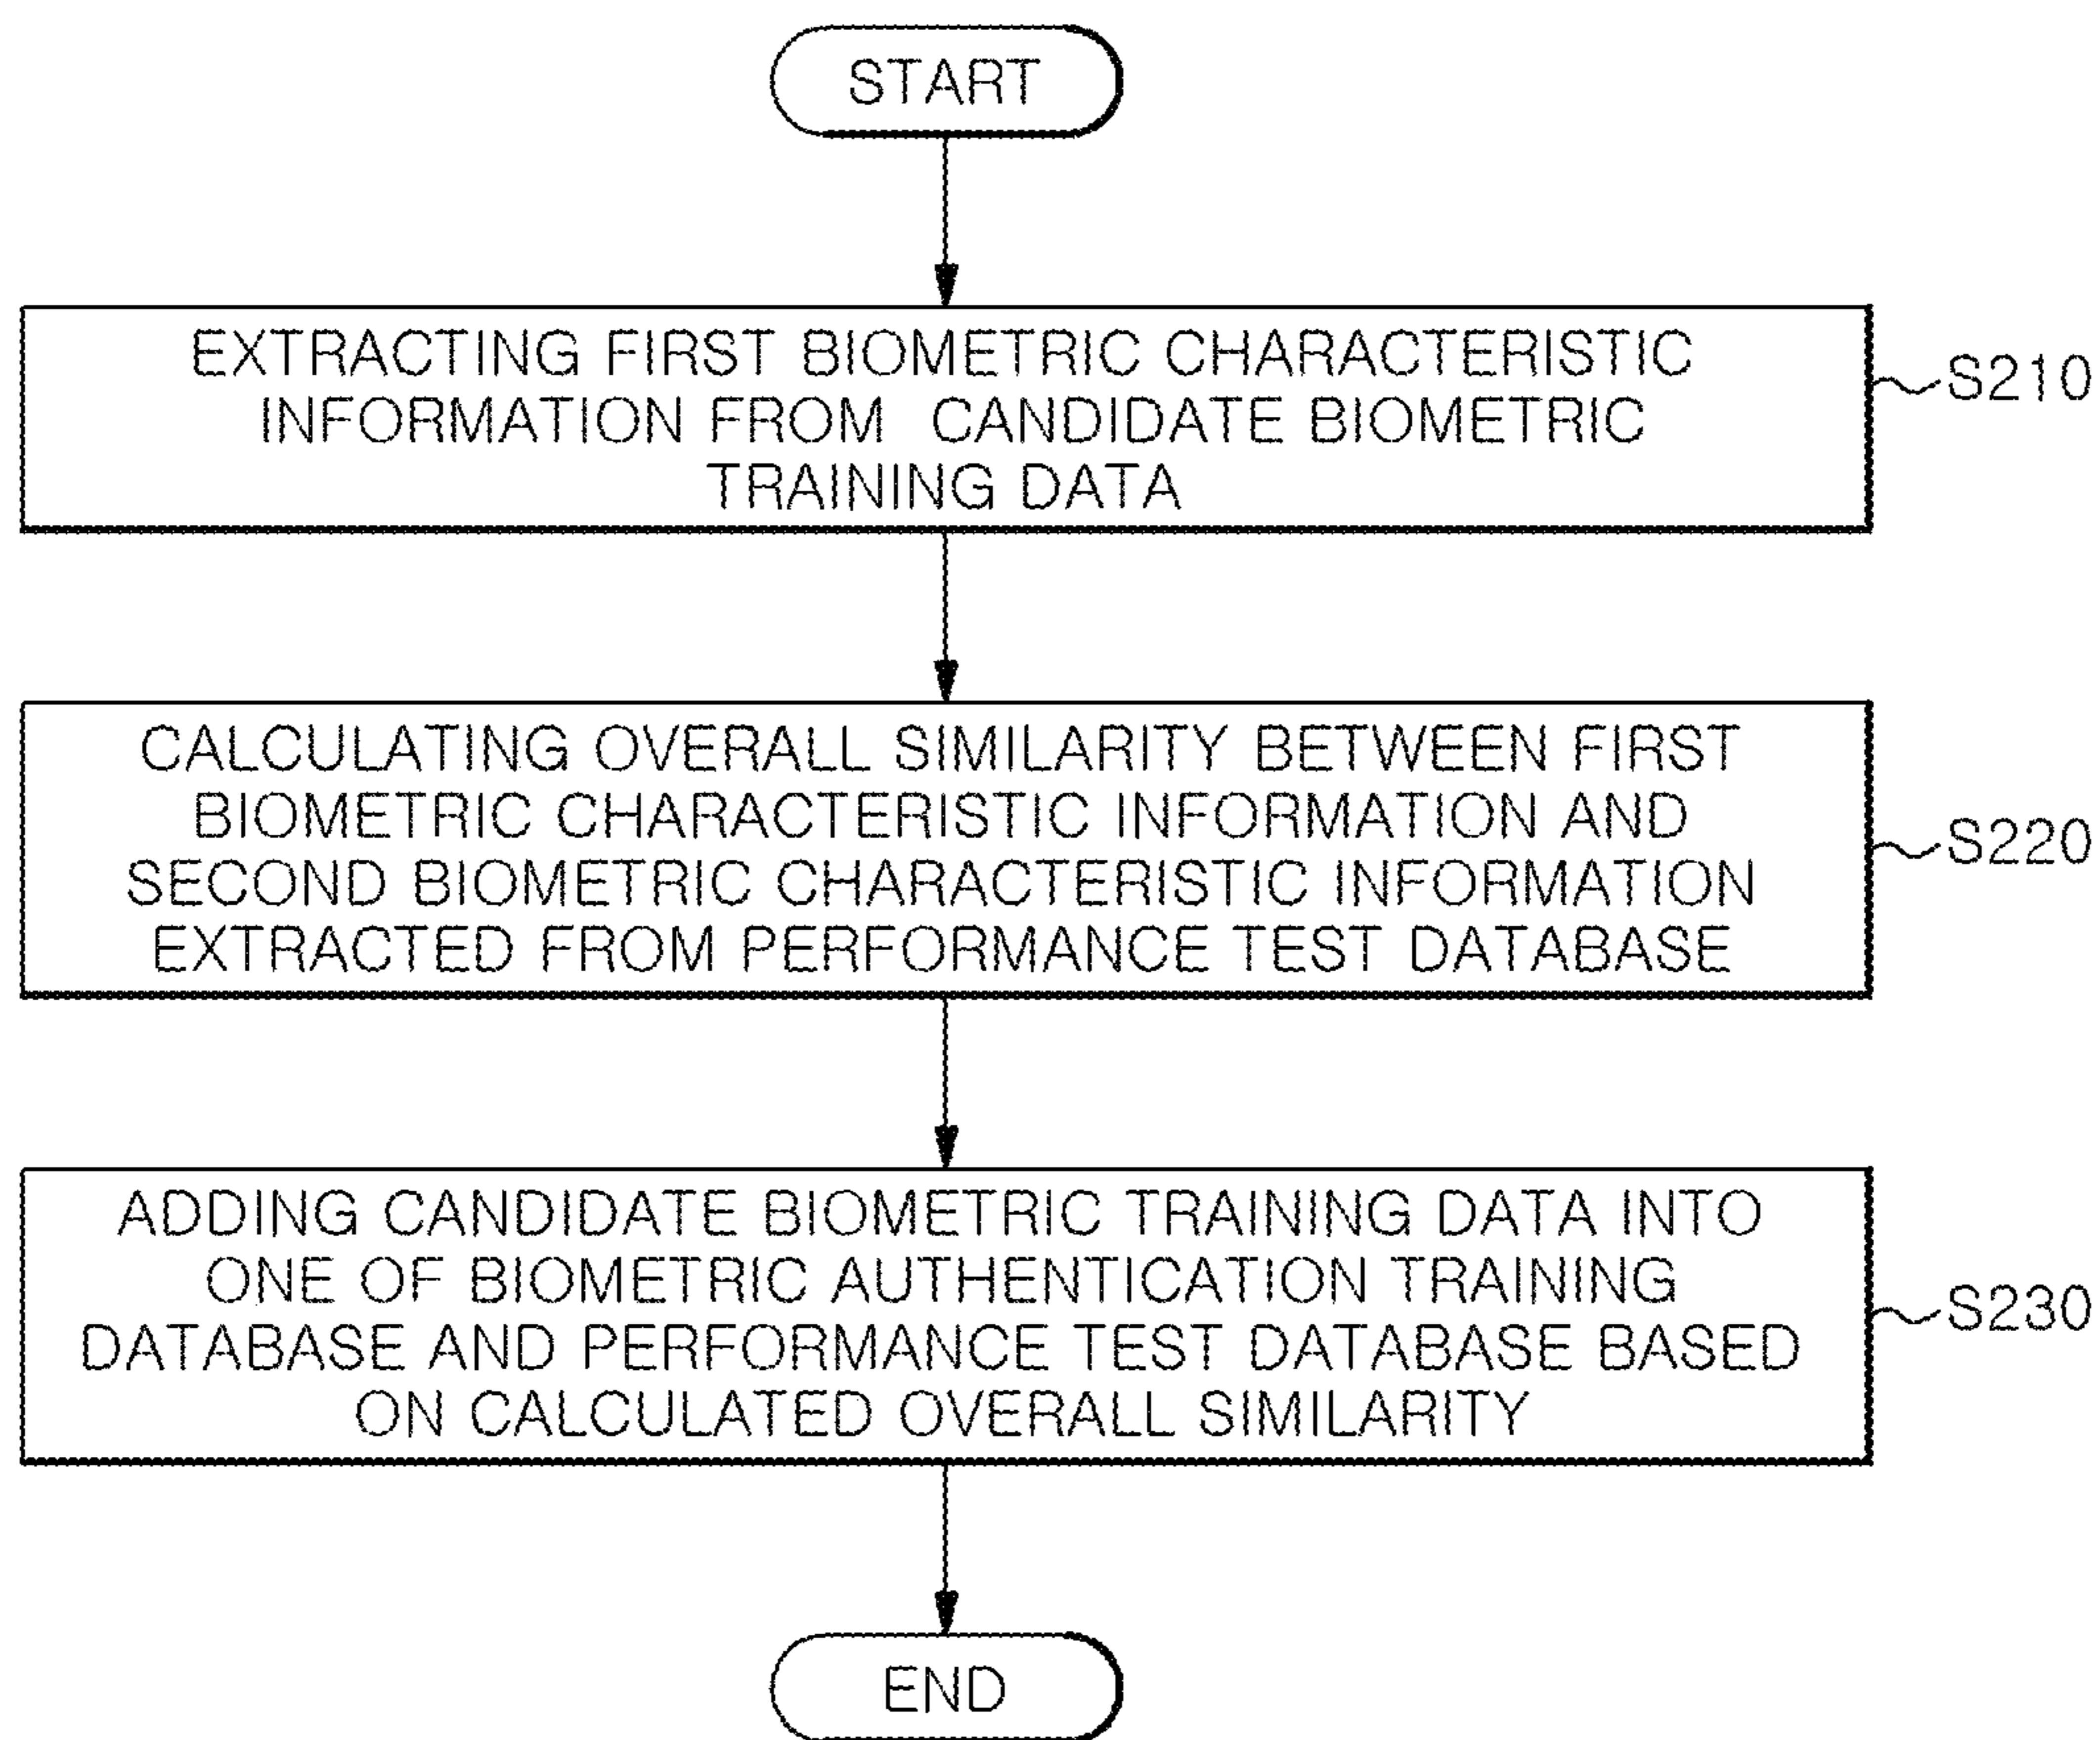 START
EXTRACTING FIRST BIOMETRIC CHARACTERISTIC
INFORMATION FROM CANDIDATE BIOMETRIC
TRAINING DATA
S210
CALCULATING OVERALL SIMILARITY BETWEEN FIRST
BIOMETRIC CHARACTERISTIC INFORMATION AND
SECOND BIOMETRIC CHARACTERISTIC INFORMATION
EXTRACTED FROM PERFORMANCE TEST DATABASE
S220
ADDING CANDIDATE BIOMETRIC TRAINING DATA INTO
ONE OF BIOMETRIC AUTHENTICATION TRAINING
DATABASE AND PERFORMANCE TEST DATABASE BASED
ON CALCULATED OVERALL SIMILARITY
S230
END